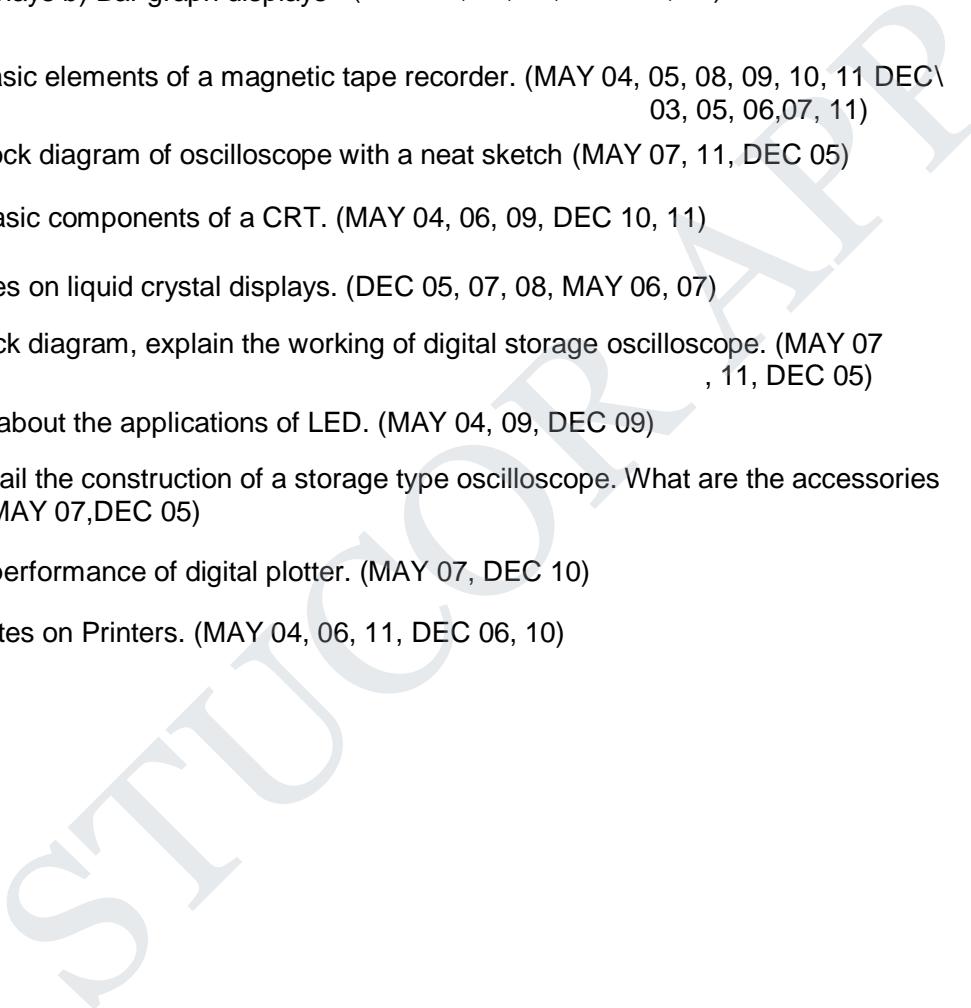 b) Bar graph displays
asic elements of a magnetic tape recorder. (MAY 04, 05, 08, 09, 10, 11 DEC\
03, 05, 06,07, 11)
ock diagram of oscilloscope with a neat sketch (MAY 07, 11, DEC 05)
asic components of a CRT. (MAY 04, 06, 09, DEC 10, 11)
es on liquid crystal displays. (DEC 05, 07, 08, MAY 06, 07)
ck diagram, explain the working of digital storage oscilloscope. (MAY 07
, 11, DEC 05)
about the applications of LED. (MAY 04, 09, DEC 09)
ail the construction of a storage type oscilloscope. What are the accessories
MAY 07,DEC 05)
performance of digital plotter. (MAY 07, DEC 10)
tes on Printers. (MAY 04, 06, 11, DEC 06, 10)
STUCOR APP